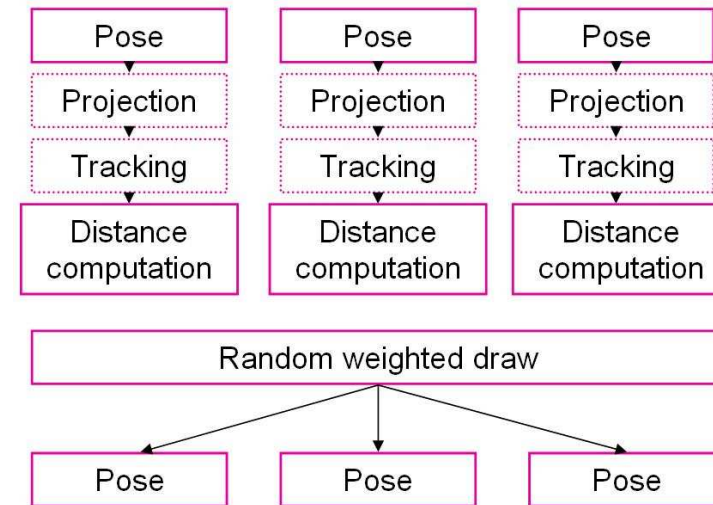 Pose Pose Pose
Projection Projection Projection
Tracking Tracking Tracking
Distance Distance Distance
computation computation computation
Random weighted draw
Pose Pose Pose